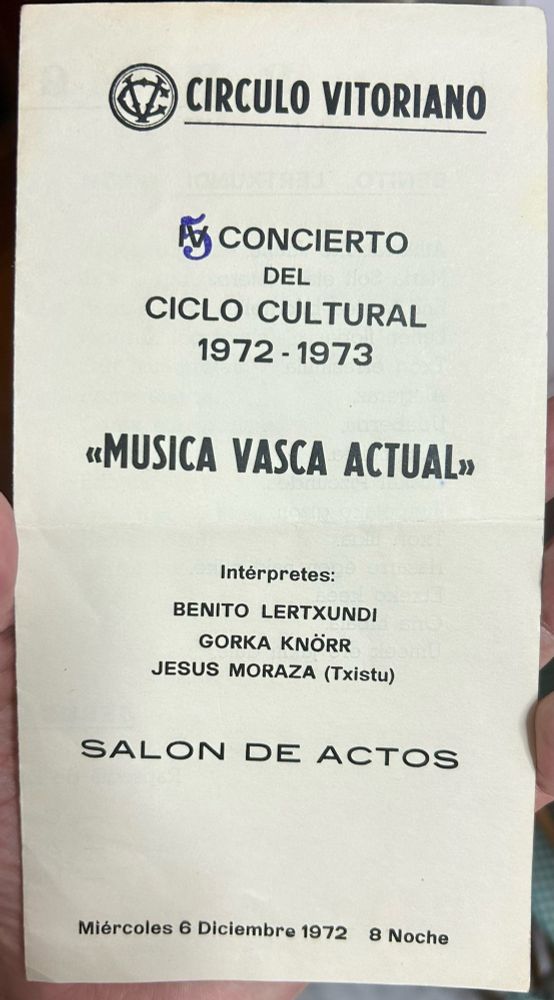 CIRCULO VITORIANO
5 CONCIERTO
DEL
CICLO CULTURAL
1972 - 1973
«MUSICA VASCA ACTUAL»
Intérpretes:
BENITO LERTXUNDI
GORKA KNÖRR
JESUS MORAZA (Txistu)
SALON DE ACTOS
Miércoles 6 Diciembre 1972 8 Noche